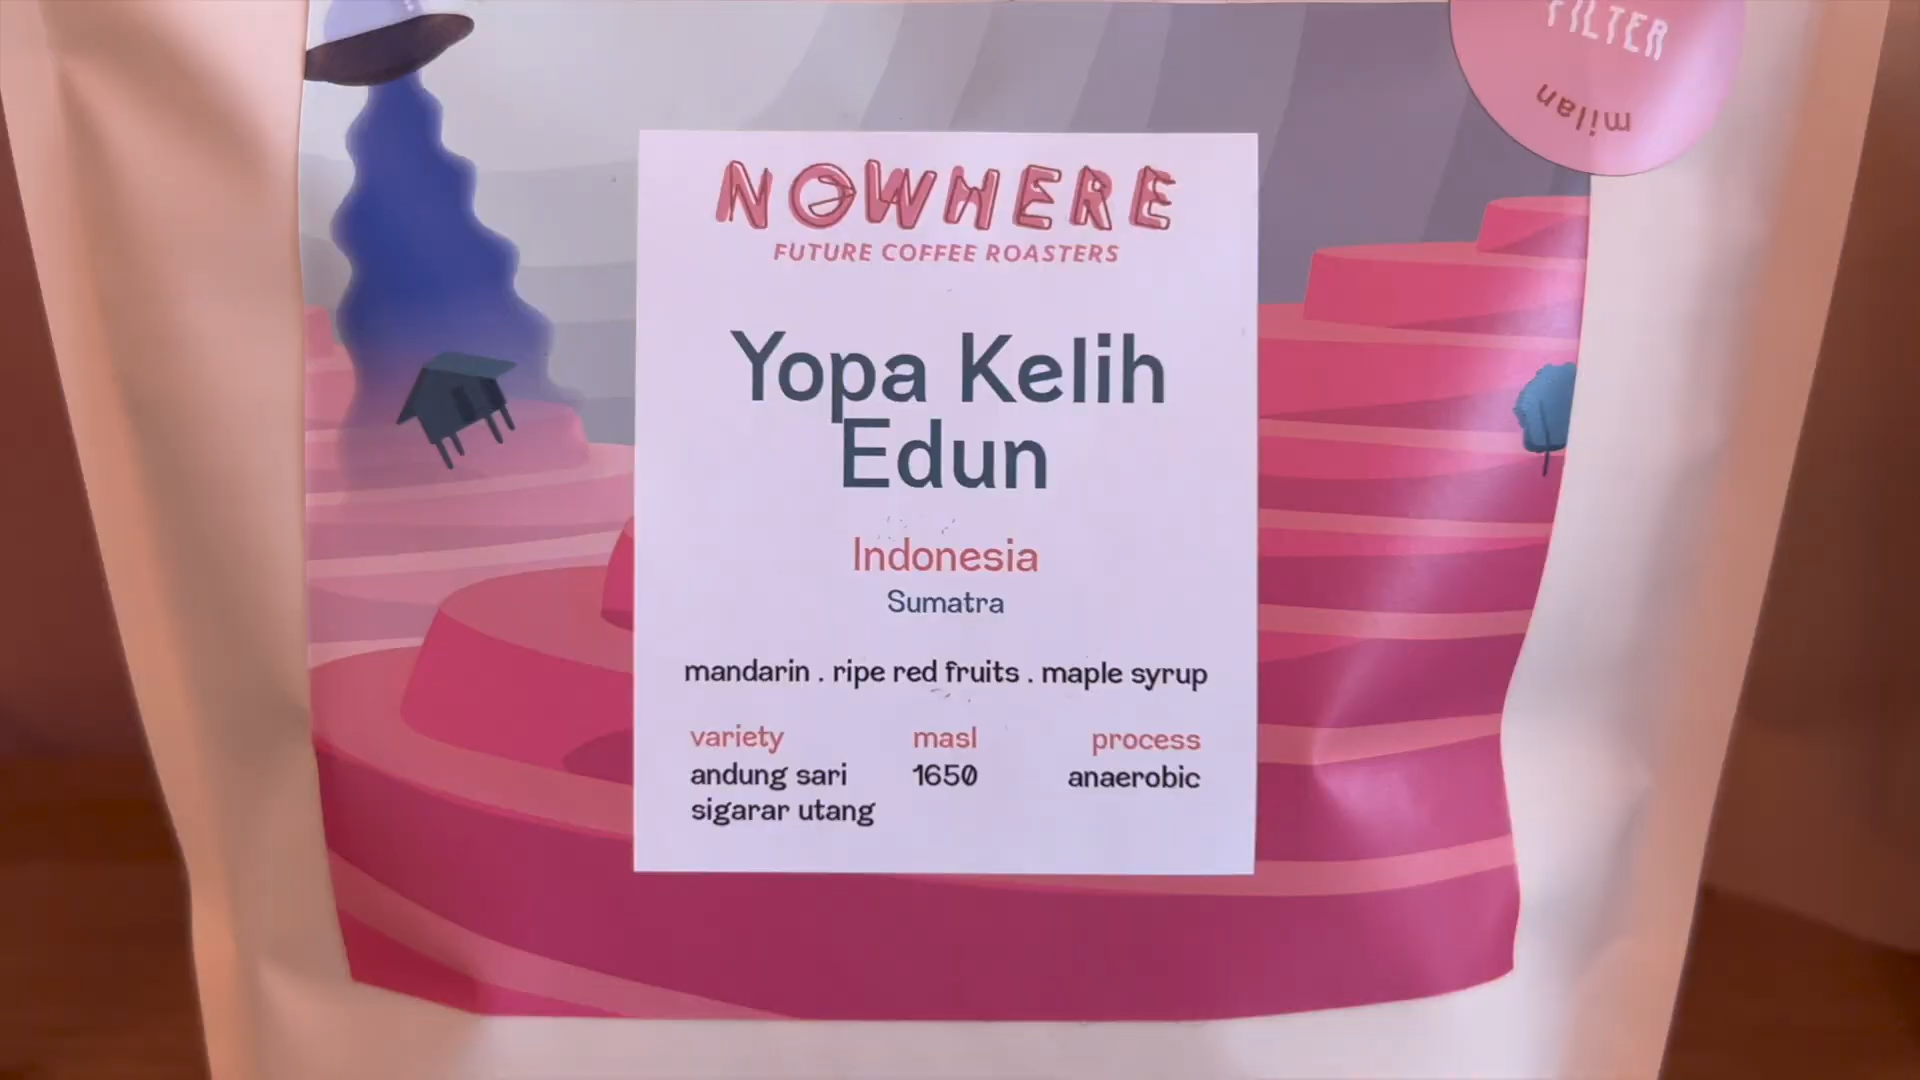 FILTER
milan
NOWHERE
FUTURE COFFEE ROASTERS
Yopa Kelih
Edun
Indonesia
Sumatra
mandarin . ripe red fruits . maple syrup
variety masl process
andung sari 1650 anaerobic
sigarar utang